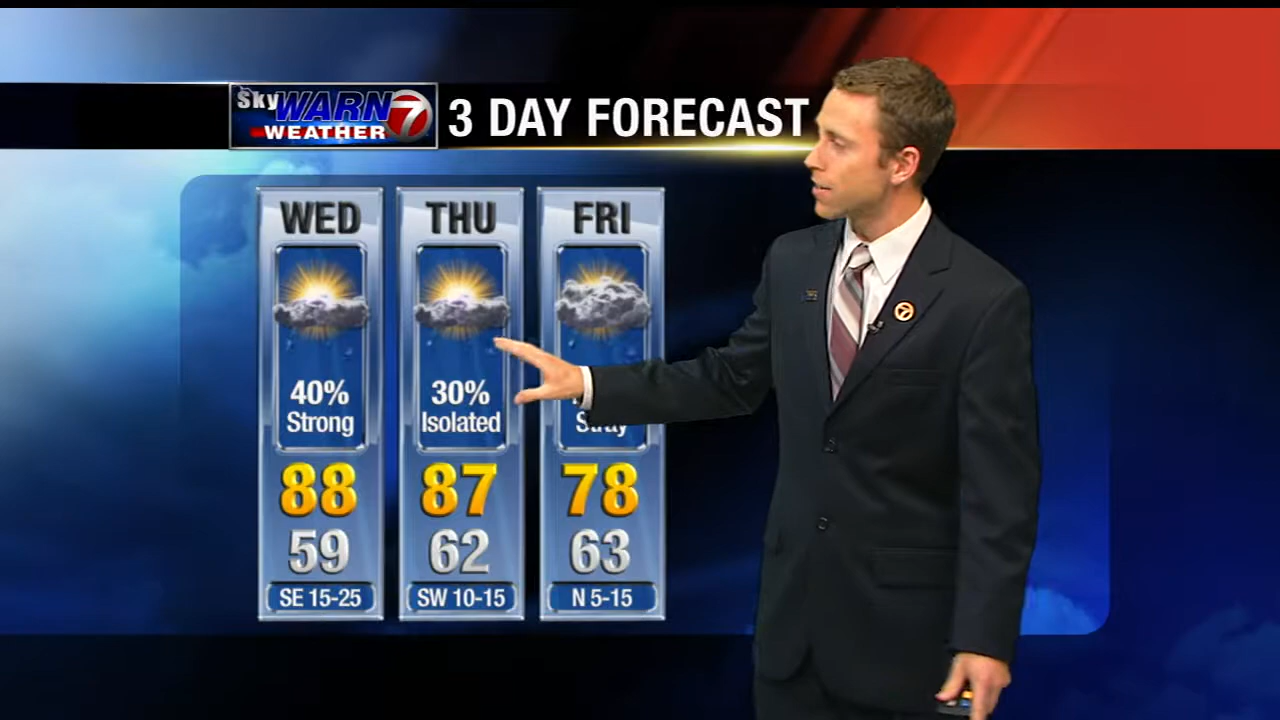 Sky WARN 7
WEATHER
3 DAY FORECAST
WED
40%
Strong
88
59
SE 15-25
THU
30%
Isolated
87
62
SW 10-15
FRI
78
63
N 5-15
7